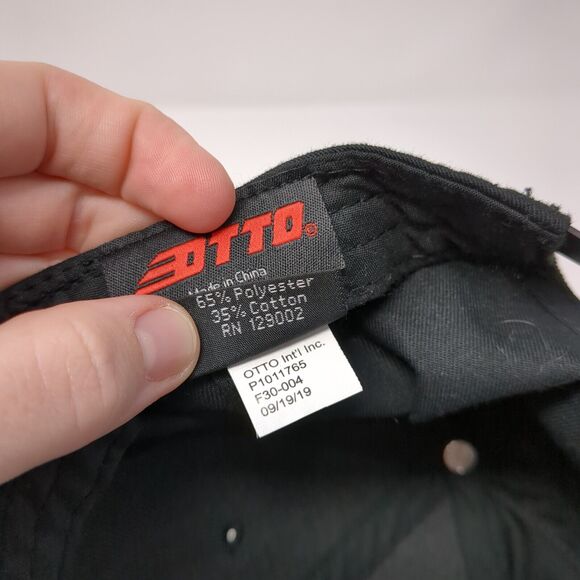 OTTO©
Made in China
65% Polyester
35% Cotton
RN 129002
OTTO Int'l Inc.
P1011765
F30-004
09/19/19